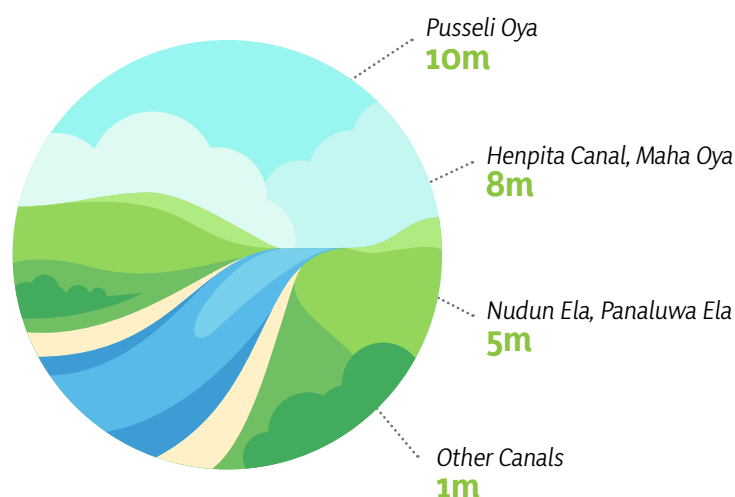 Pusseli Oya
10m
Henpita Canal, Maha Oya
8m
Nudun Ela, Panaluwa Ela
5m
Other Canals
1m